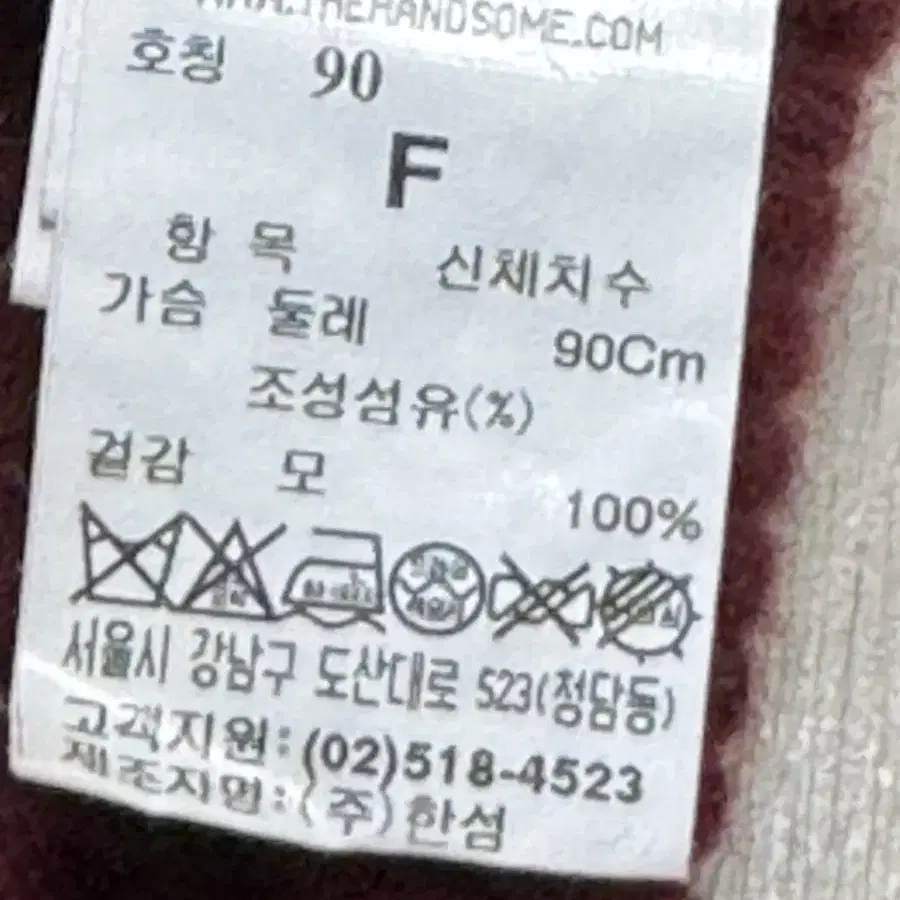 WWW.THEHANDSOME.COM
호칭 90
F
항 목 신체치수
가슴 둘레 90Cm
조성섬유(%)
겉감 모 100%
서울시 강남구 도산대로 523(청담동)
고객지원: (02)518-4523
제조자명: (주)한섬